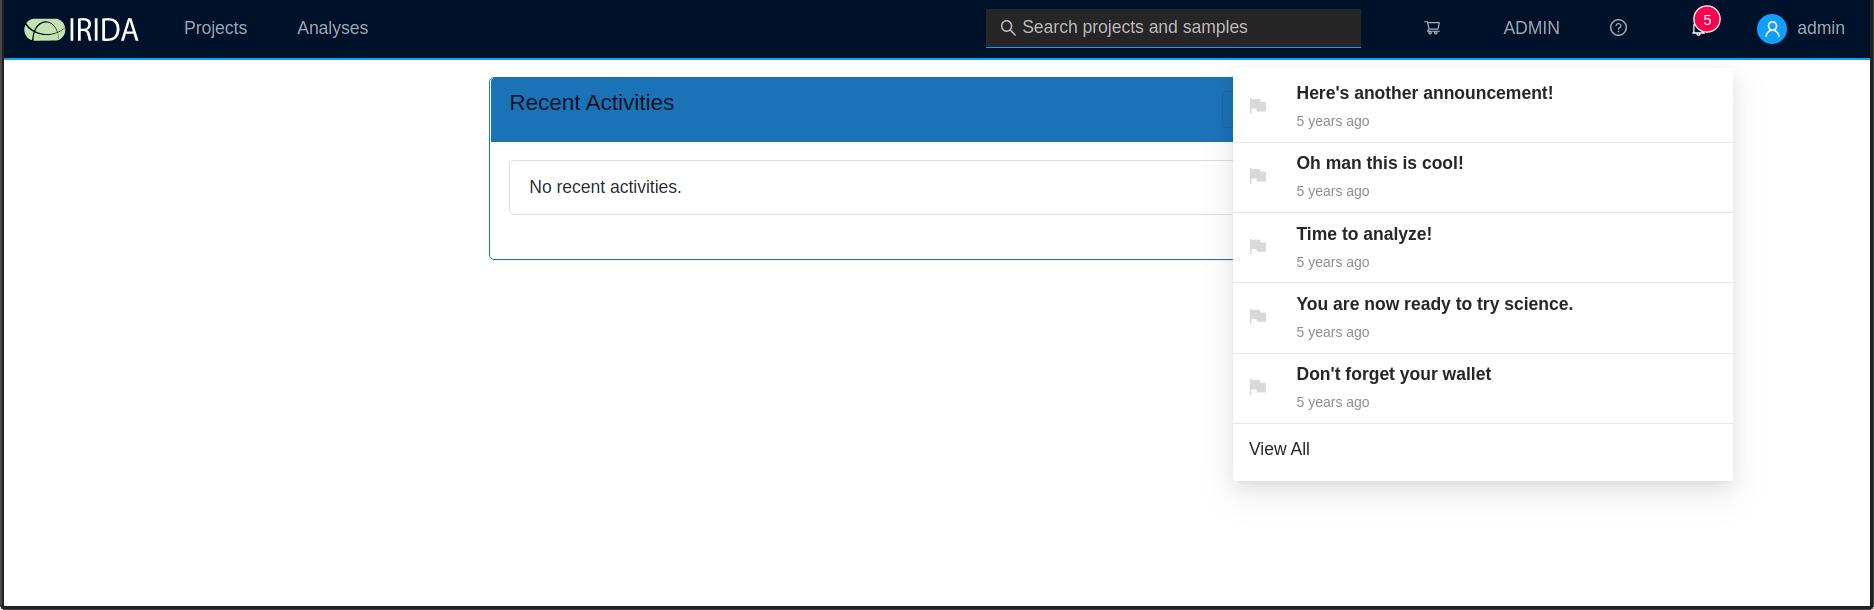 IRIDA Projects Analyses Search projects and samples ADMIN 5 admin
Recent Activities
No recent activities.
Here's another announcement!
5 years ago
Oh man this is cool!
5 years ago
Time to analyze!
5 years ago
You are now ready to try science.
5 years ago
Don't forget your wallet
5 years ago
View All